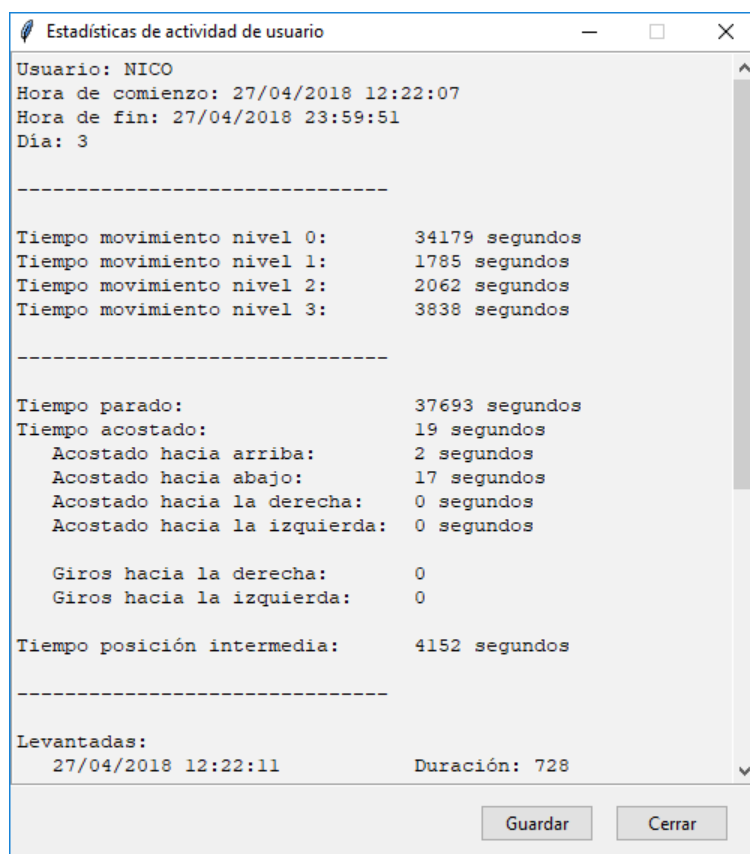 Estadísticas de actividad de usuario
Usuario: NICO
Hora de comienzo: 27/04/2018 12:22:07
Hora de fin: 27/04/2018 23:59:51
Día: 3
-------------------------------
Tiempo movimiento nivel 0: 34179 segundos
Tiempo movimiento nivel 1: 1785 segundos
Tiempo movimiento nivel 2: 2062 segundos
Tiempo movimiento nivel 3: 3838 segundos
-------------------------------
Tiempo parado: 37693 segundos
Tiempo acostado: 19 segundos
Acostado hacia arriba: 2 segundos
Acostado hacia abajo: 17 segundos
Acostado hacia la derecha: 0 segundos
Acostado hacia la izquierda: 0 segundos
Giros hacia la derecha: 0
Giros hacia la izquierda: 0
Tiempo posición intermedia: 4152 segundos
-------------------------------
Levantadas:
27/04/2018 12:22:11 Duración: 728
Guardar Cerrar